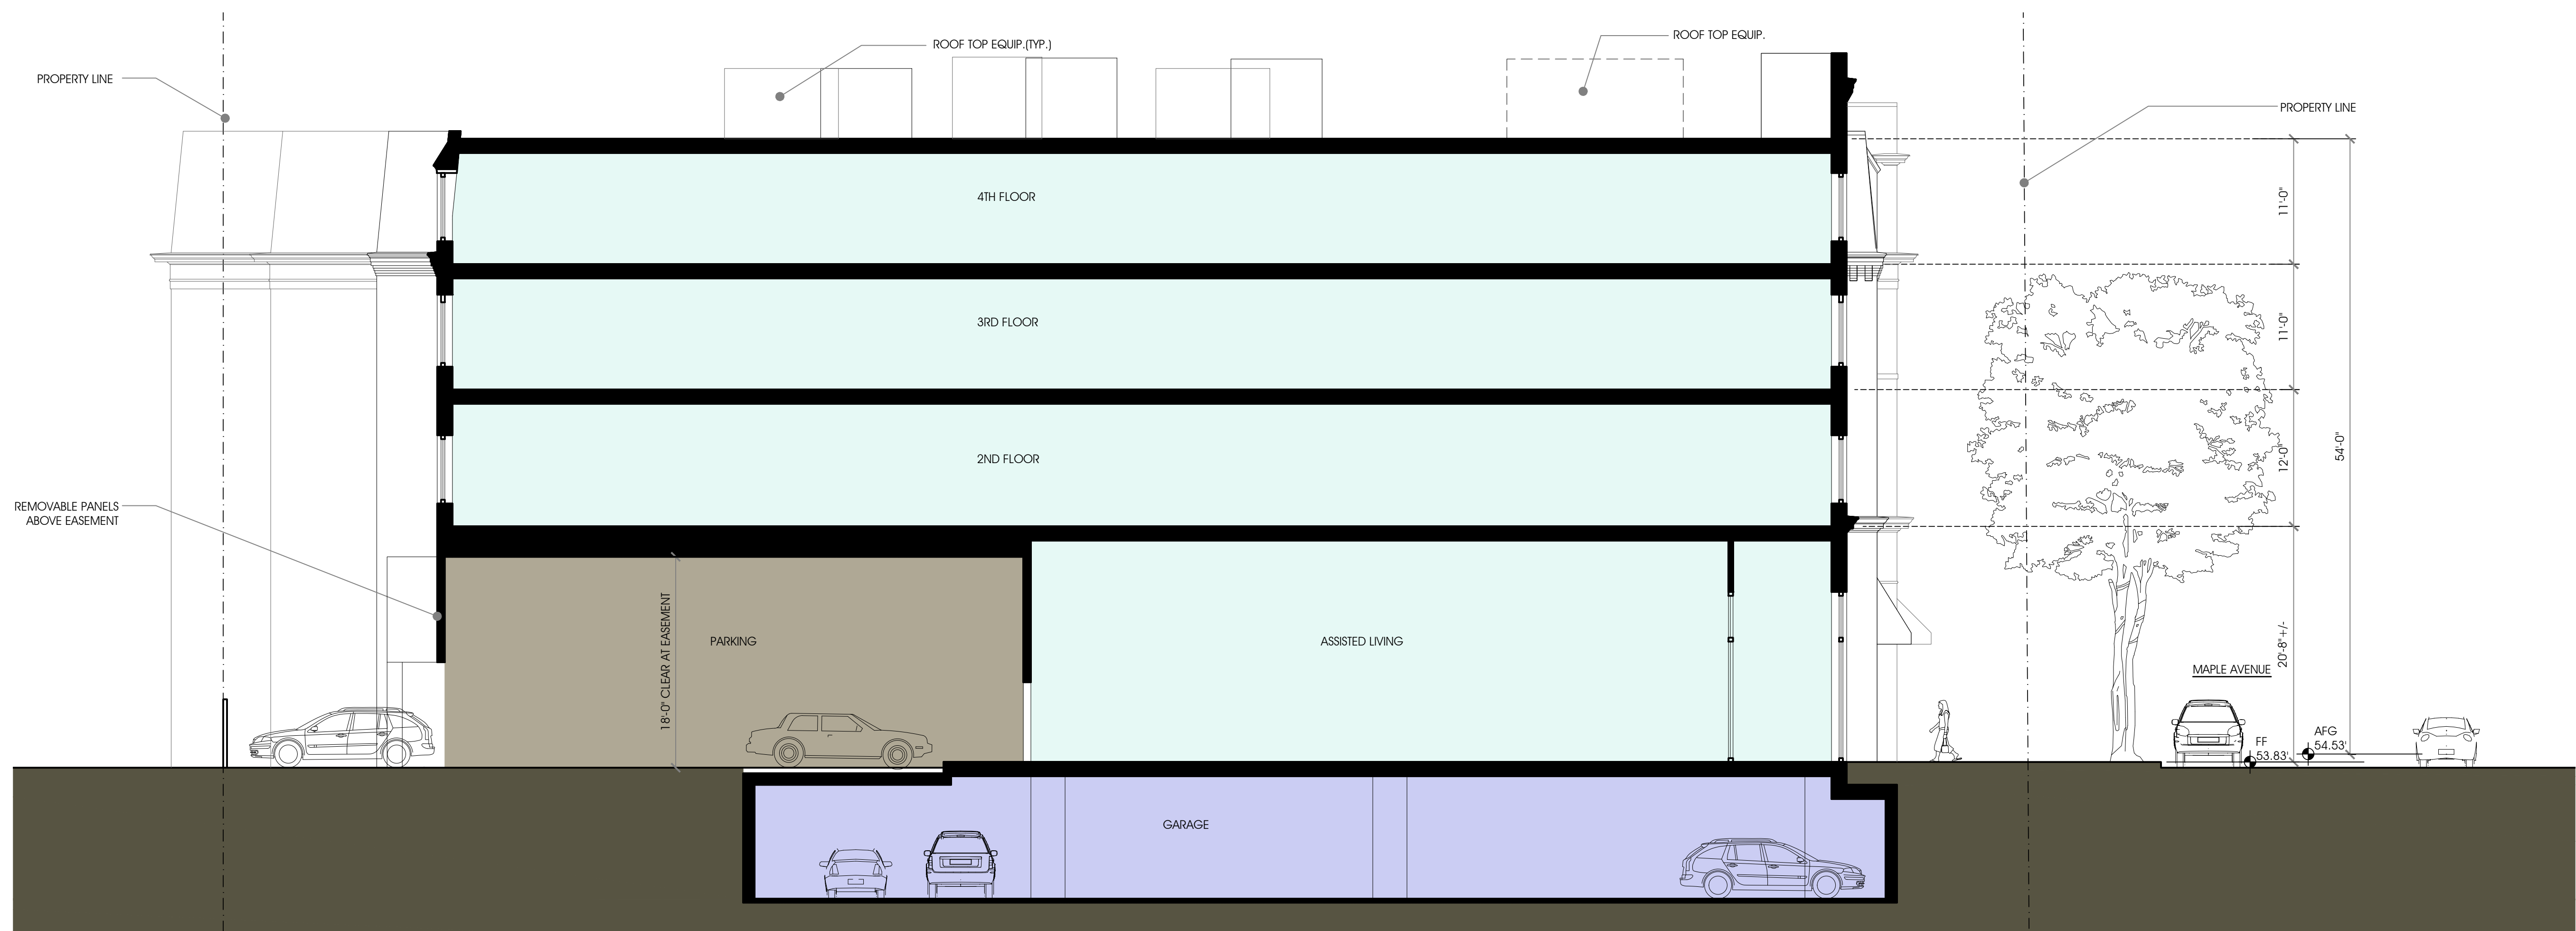 ROOF TOP EQUIP.(TYP.)
ROOF TOP EQUIP.
PROPERTY LINE
PROPERTY LINE
4TH FLOOR
11'-0"
3RD FLOOR
11'-0"
2ND FLOOR
12'-0"
54'-0"
REMOVABLE PANELS
ABOVE EASEMENT
18'-0" CLEAR AT EASEMENT
PARKING
ASSISTED LIVING
20'-8"+/-
MAPLE AVENUE
AFG
54.53'
FF
53.83'
GARAGE